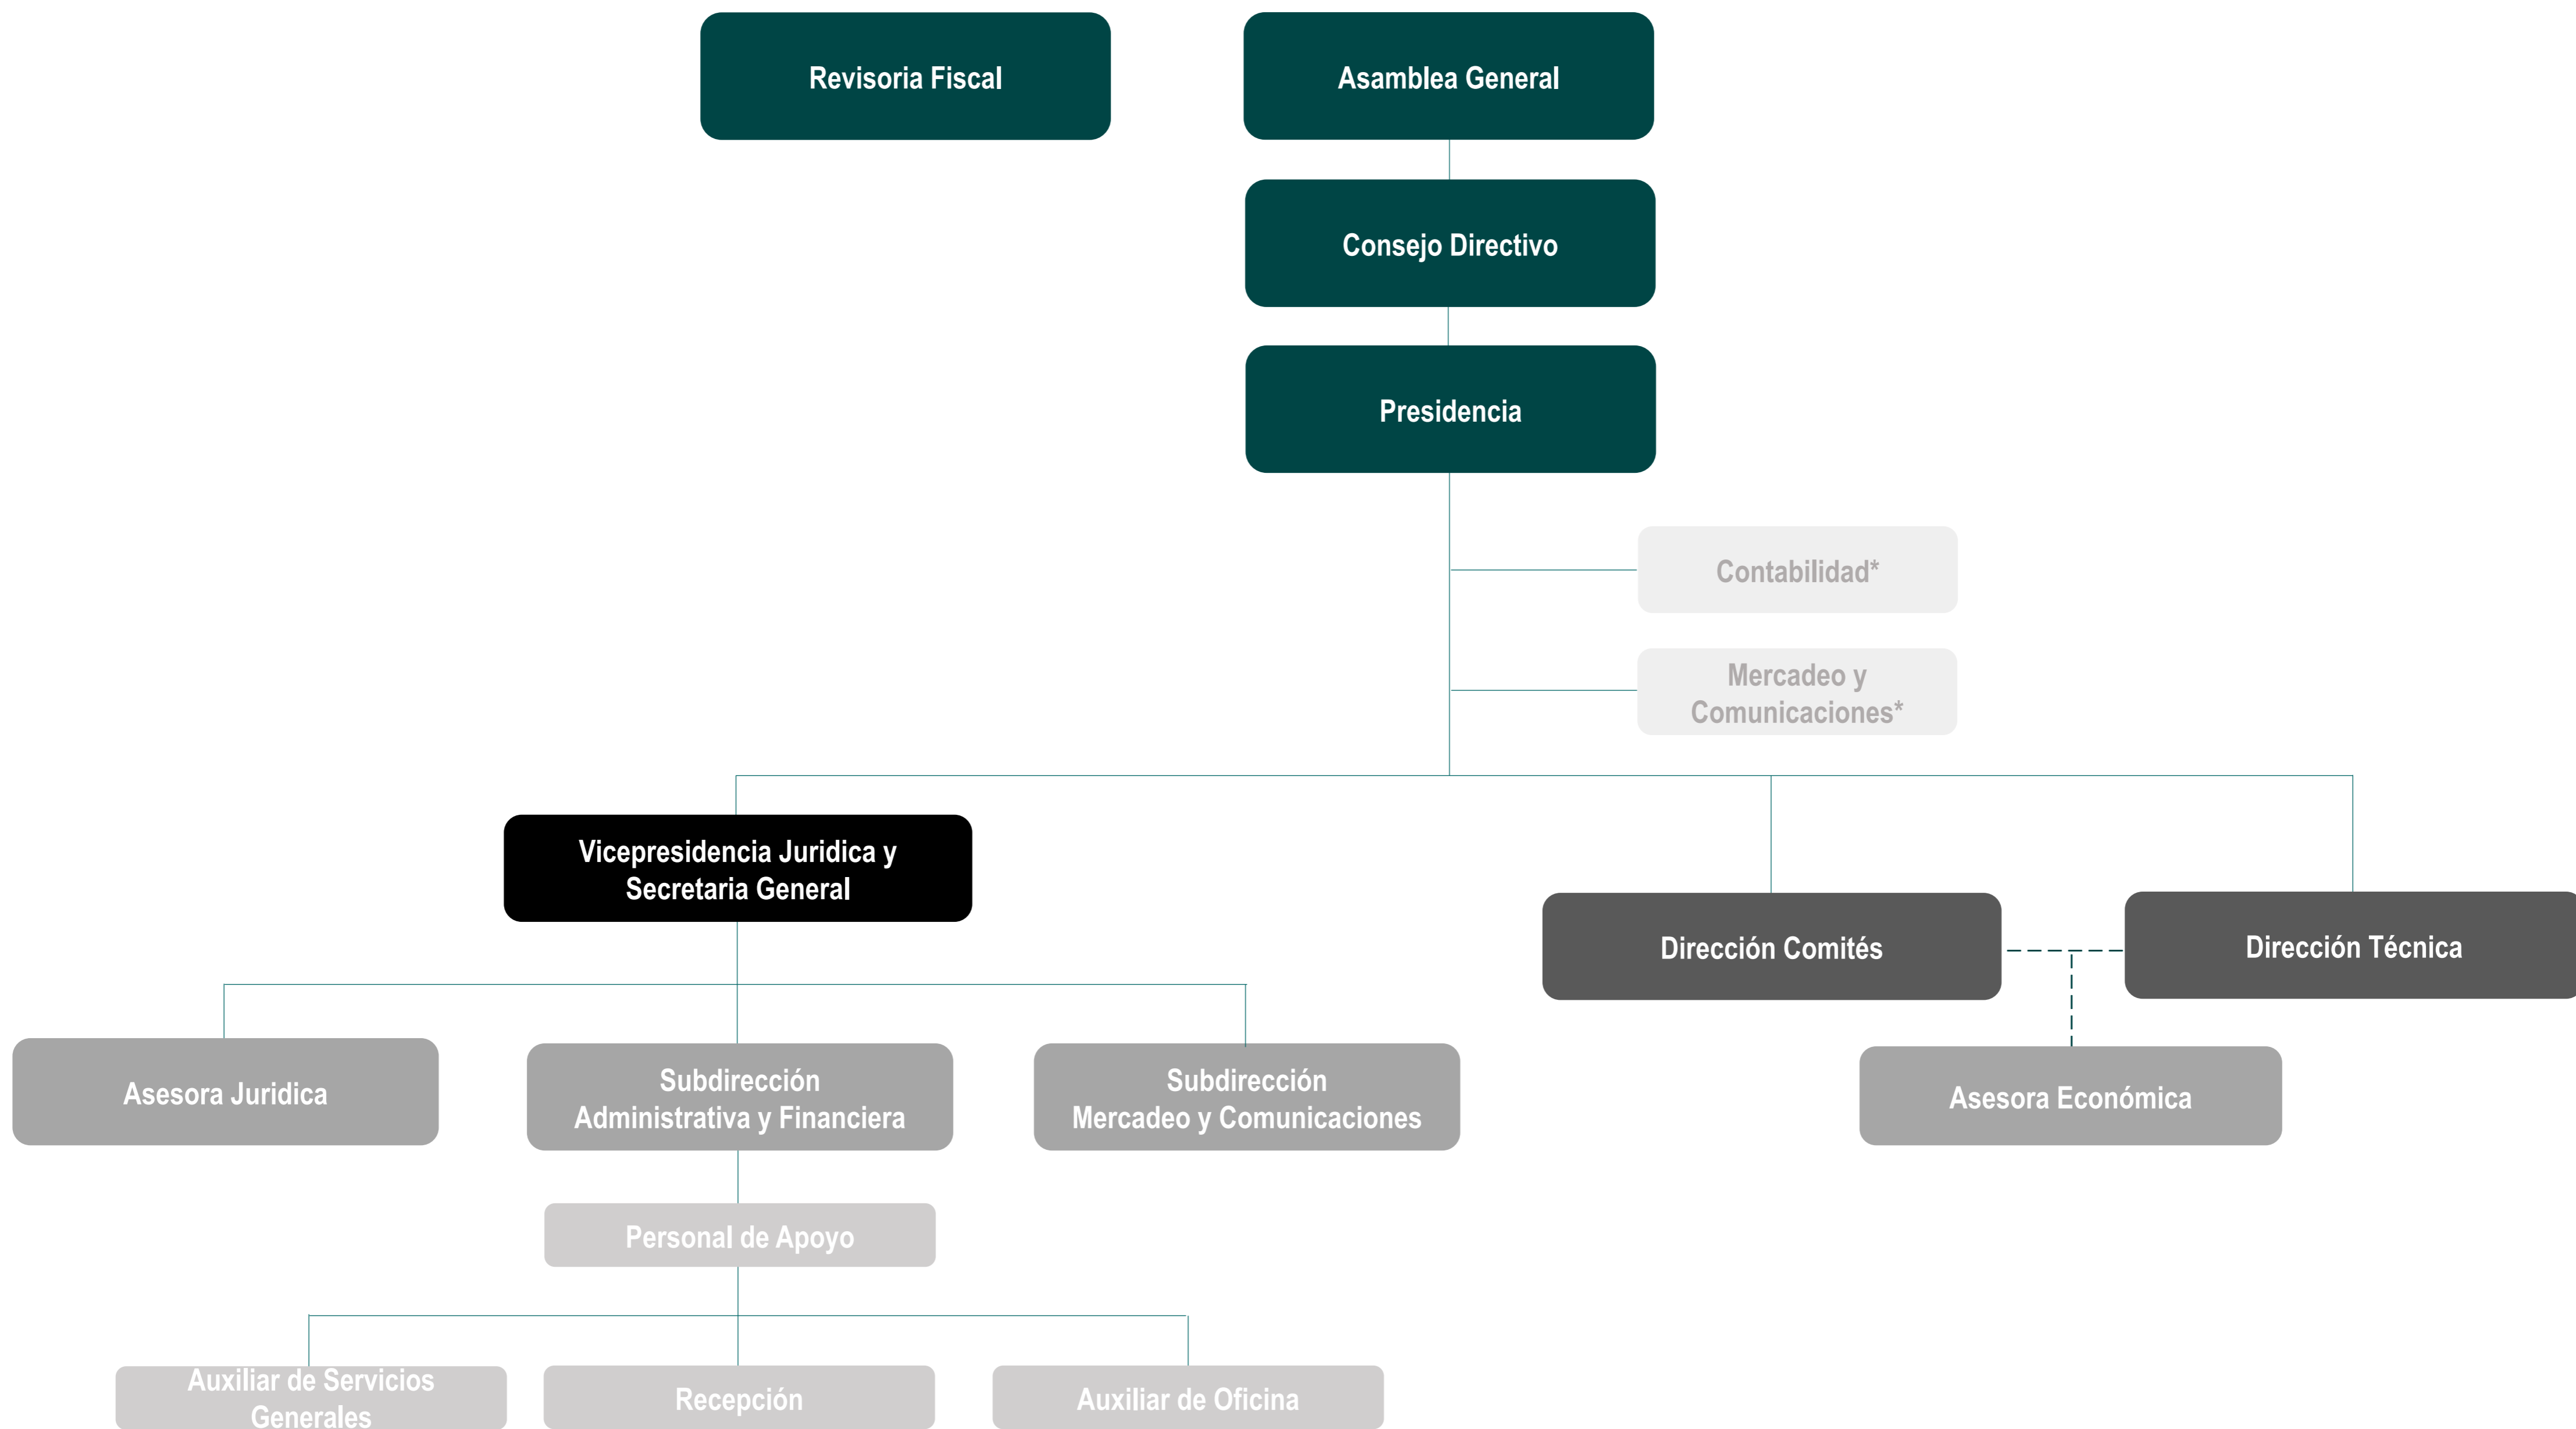 Revisoria Fiscal
Asamblea General
Consejo Directivo
Presidencia
Contabilidad*
Mercadeo y
Comunicaciones*
Vicepresidencia Juridica y
Secretaria General
Dirección Comités
Dirección Técnica
Asesora Juridica
Subdirección
Administrativa y Financiera
Subdirección
Mercadeo y Comunicaciones
Asesora Económica
Personal de Apoyo
Auxiliar de Servicios
Generales
Recepción
Auxiliar de Oficina